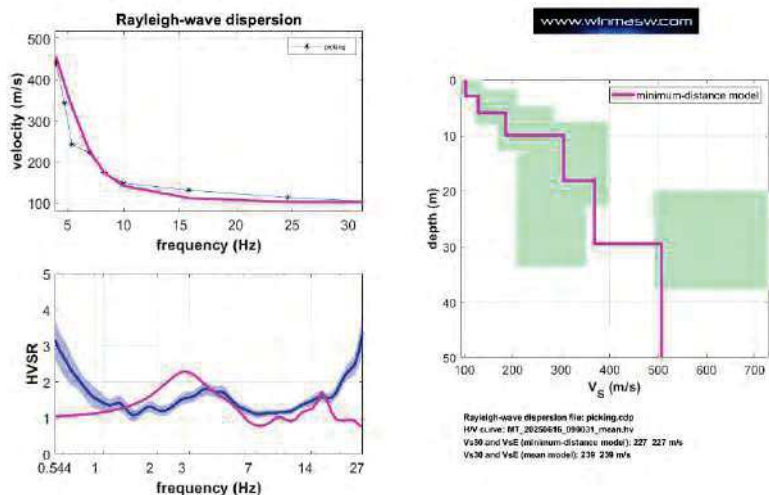 Rayleigh-wave dispersion
picking
500
400
300
200
100
velocity (m/s)
5 10 15 20 25 30
frequency (Hz)
5
4
3
2
1
0
HVSR
0.544 1 2 3 7 14 27
frequency (Hz)
www.winmasw.com
minimum-distance model
0
10
20
30
40
50
depth (m)
100 200 300 400 500 600 700
VS (m/s)
Rayleigh-wave dispersion file: picking.cdp
H/V curve: MT_20250616_090031_mean.hv
Vs30 and VsE (minimum-distance model): 227 227 m/s
Vs30 and VsE (mean model): 239 239 m/s